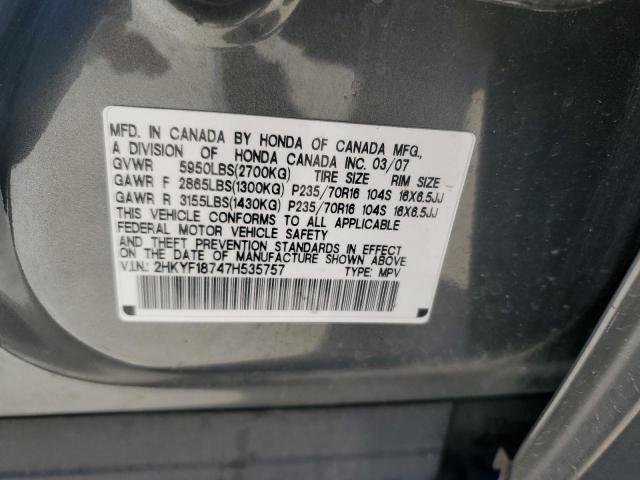 MFD. IN CANADA BY HONDA OF CANADA MFG.,
A DIVISION OF HONDA CANADA INC. 03/07
GVWR 5950LBS(2700KG) TIRE SIZE RIM SIZE
GAWR F 2865LBS(1300KG) P235/70R16 104S 16X6.5JJ
GAWR R 3155LBS(1430KG) P235/70R16 104S 16X6.5JJ
THIS VEHICLE CONFORMS TO ALL APPLICABLE
FEDERAL MOTOR VEHICLE SAFETY
AND THEFT PREVENTION STANDARDS IN EFFECT
ON THE DATE OF MANUFACTURE SHOWN ABOVE
V.I.N.: 2HKYF18747H535757 TYPE: MPV